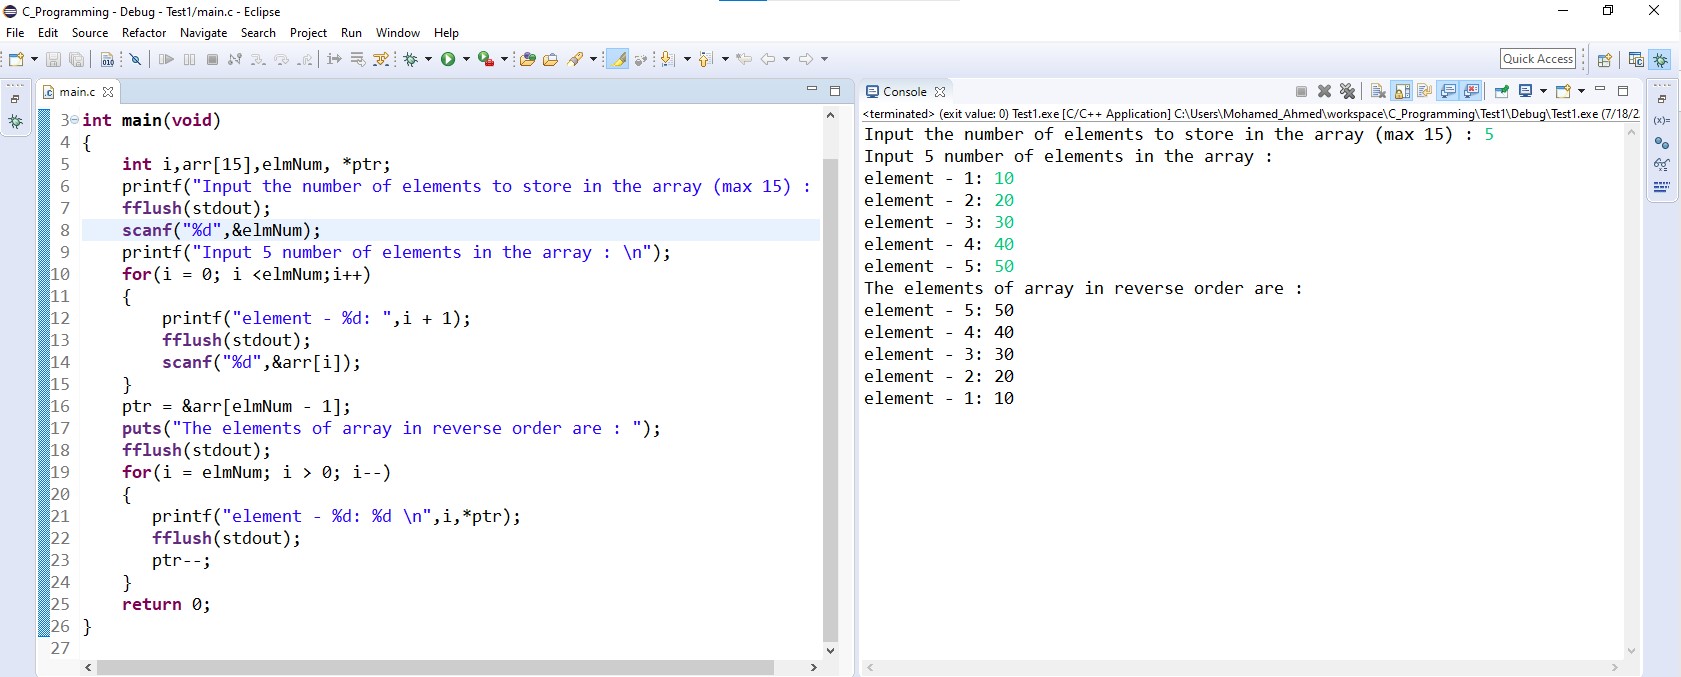 C_Programming - Debug - Test1/main.c - Eclipse
File Edit Source Refactor Navigate Search Project Run Window Help
Quick Access
main.c
3 int main(void)
4 {
5 int i,arr[15],elmNum, *ptr;
6 printf("Input the number of elements to store in the array (max 15) :
7 fflush(stdout);
8 scanf("%d",&elmNum);
9 printf("Input 5 number of elements in the array : \n");
10 for(i = 0; i <elmNum;i++)
11 {
12 printf("element - %d: ",i + 1);
13 fflush(stdout);
14 scanf("%d",&arr[i]);
15 }
16 ptr = &arr[elmNum - 1];
17 puts("The elements of array in reverse order are : ");
18 fflush(stdout);
19 for(i = elmNum; i > 0; i--)
20 {
21 printf("element - %d: %d \n",i,*ptr);
22 fflush(stdout);
23 ptr--;
24 }
25 return 0;
26 }
27
Console
<terminated> (exit value: 0) Test1.exe [C/C++ Application] C:\Users\Mohamed_Ahmed\workspace\C_Programming\Test1\Debug\Test1.exe (7/18/2
Input the number of elements to store in the array (max 15) : 5
Input 5 number of elements in the array :
element - 1: 10
element - 2: 20
element - 3: 30
element - 4: 40
element - 5: 50
The elements of array in reverse order are :
element - 5: 50
element - 4: 40
element - 3: 30
element - 2: 20
element - 1: 10
(x)=